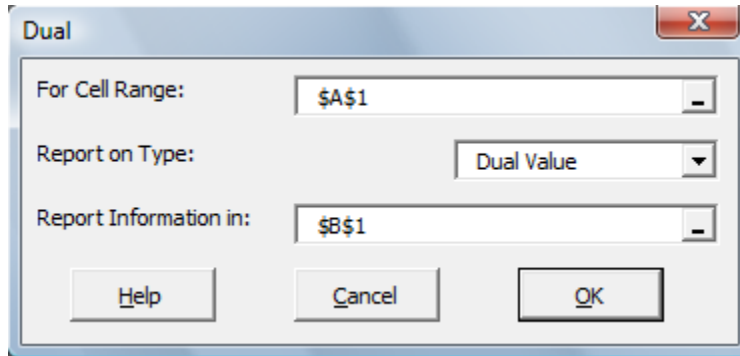 Dual
For Cell Range: $A$1
Report on Type: Dual Value
Report Information in: $B$1
Help Cancel OK